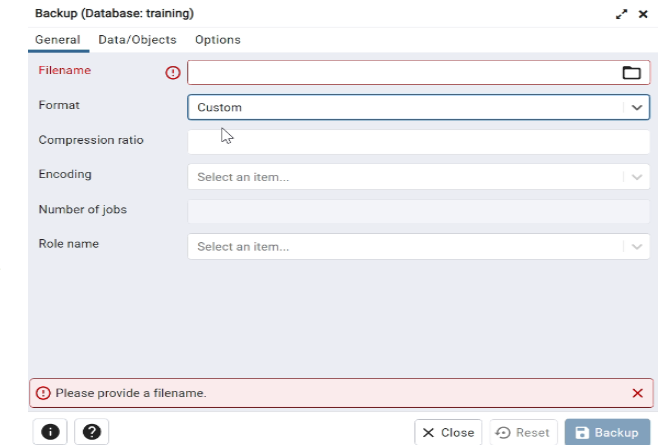 Backup (Database: training)
General Data/Objects Options
Filename
Format Custom
Compression ratio
Encoding Select an item...
Number of jobs
Role name Select an item...
Please provide a filename.
Close Reset Backup